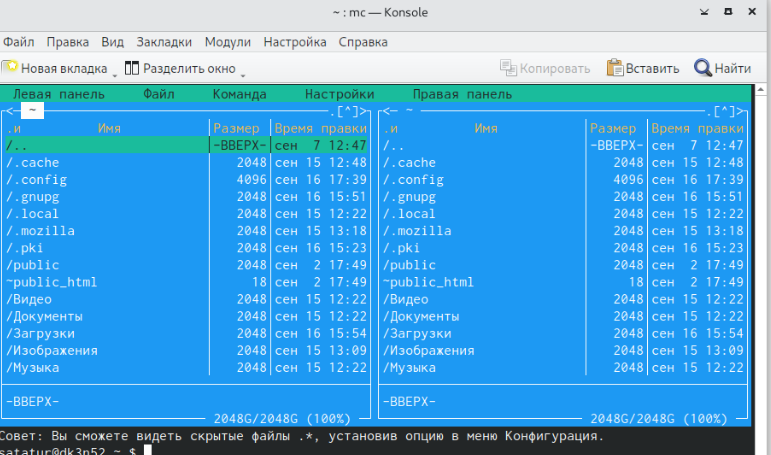 ~ : mc — Konsole
Файл Правка Вид Закладки Модули Настройка Справка
Новая вкладка Разделить окно Копировать Вставить Найти
Левая панель Файл Команда Настройки Правая панель
<- ~ .[^]> <- ~ .[^]>
.и Имя Размер Время правки .и Имя Размер Время правки
/.. -ВВЕРХ- сен 7 12:47 /.. -ВВЕРХ- сен 7 12:47
/.cache 2048 сен 15 12:48 /.cache 2048 сен 15 12:48
/.config 4096 сен 16 17:39 /.config 4096 сен 16 17:39
/.gnupg 2048 сен 16 15:51 /.gnupg 2048 сен 16 15:51
/.local 2048 сен 15 12:22 /.local 2048 сен 15 12:22
/.mozilla 2048 сен 15 13:18 /.mozilla 2048 сен 15 13:18
/.pki 2048 сен 16 15:23 /.pki 2048 сен 16 15:23
/public 2048 сен 2 17:49 /public 2048 сен 2 17:49
~public_html 18 сен 2 17:49 ~public_html 18 сен 2 17:49
/Видео 2048 сен 15 12:22 /Видео 2048 сен 15 12:22
/Документы 2048 сен 15 12:22 /Документы 2048 сен 15 12:22
/Загрузки 2048 сен 16 15:54 /Загрузки 2048 сен 16 15:54
/Изображения 2048 сен 15 13:09 /Изображения 2048 сен 15 13:09
/Музыка 2048 сен 15 12:22 /Музыка 2048 сен 15 12:22
-ВВЕРХ- -ВВЕРХ-
2048G/2048G (100%) 2048G/2048G (100%)
Совет: Вы сможете видеть скрытые файлы .*, установив опцию в меню Конфигурация.
satatur@dk3n52 ~ $